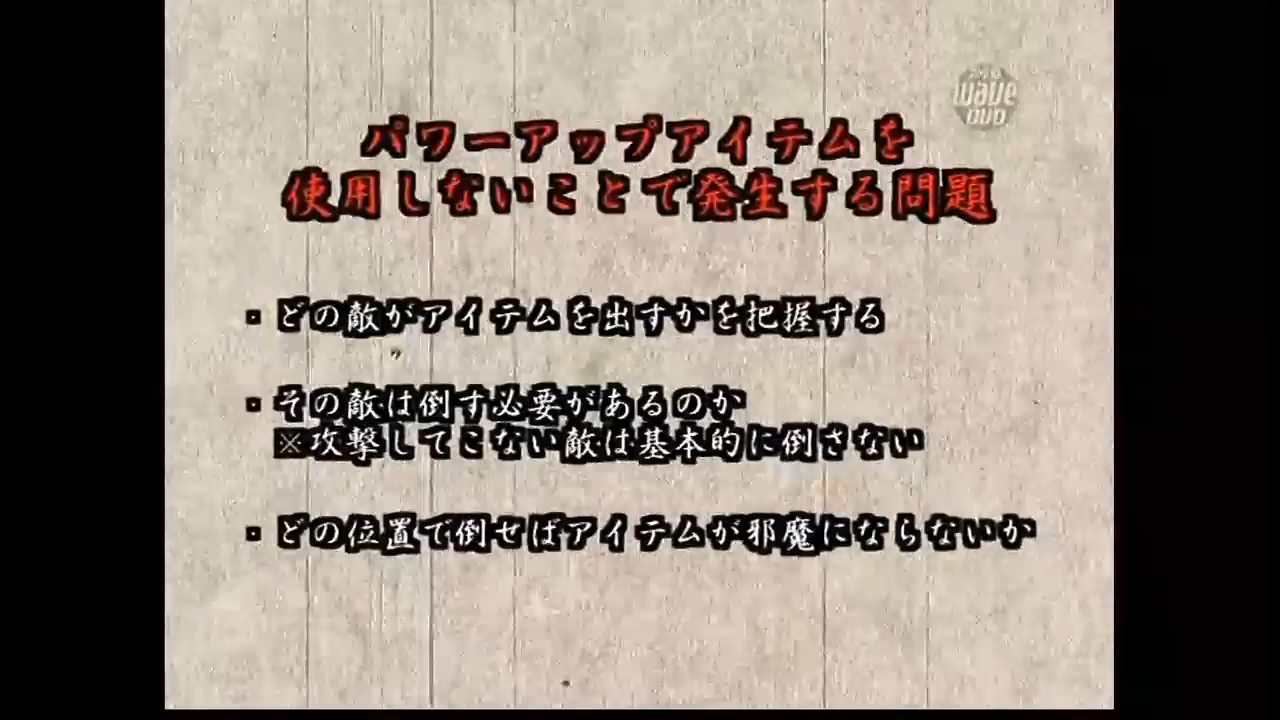 wave
DVD
パワーアップアイテムを
使用しないことで発生する問題
・どの敵がアイテムを出すかを把握する
・その敵は倒す必要があるのか
※攻撃してこない敵は基本的に倒さない
・どの位置で倒せばアイテムが邪魔にならないか